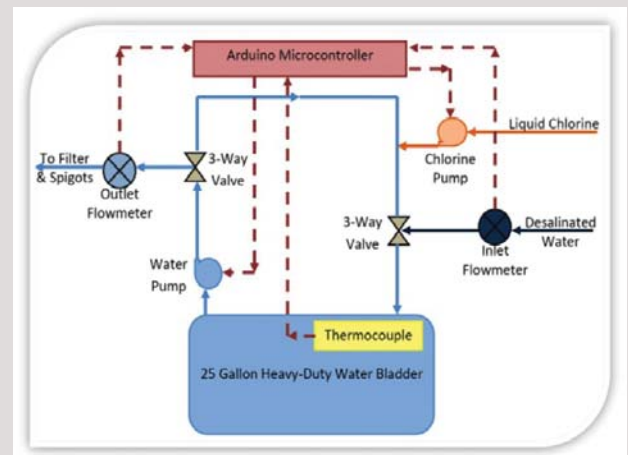 Arduino Microcontroller
Liquid Chlorine
To Filter
& Spigots
3-Way
Valve
Chlorine
Pump
Outlet
Flowmeter
3-Way
Valve
Desalinated
Water
Inlet
Flowmeter
Water
Pump
Thermocouple
25 Gallon Heavy-Duty Water Bladder